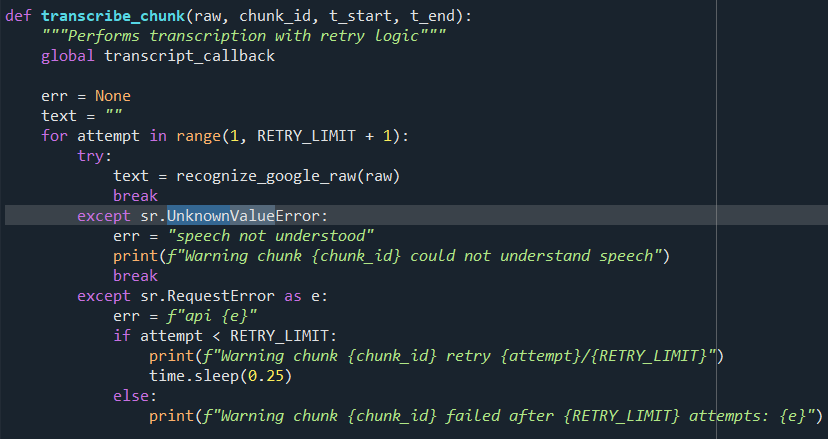 def transcribe_chunk(raw, chunk_id, t_start, t_end):
    """Performs transcription with retry logic"""
    global transcript_callback

    err = None
    text = ""
    for attempt in range(1, RETRY_LIMIT + 1):
        try:
            text = recognize_google_raw(raw)
            break
        except sr.UnknownValueError:
            err = "speech not understood"
            print(f"Warning chunk {chunk_id} could not understand speech")
            break
        except sr.RequestError as e:
            err = f"api {e}"
            if attempt < RETRY_LIMIT:
                print(f"Warning chunk {chunk_id} retry {attempt}/{RETRY_LIMIT}")
                time.sleep(0.25)
            else:
                print(f"Warning chunk {chunk_id} failed after {RETRY_LIMIT} attempts: {e}")